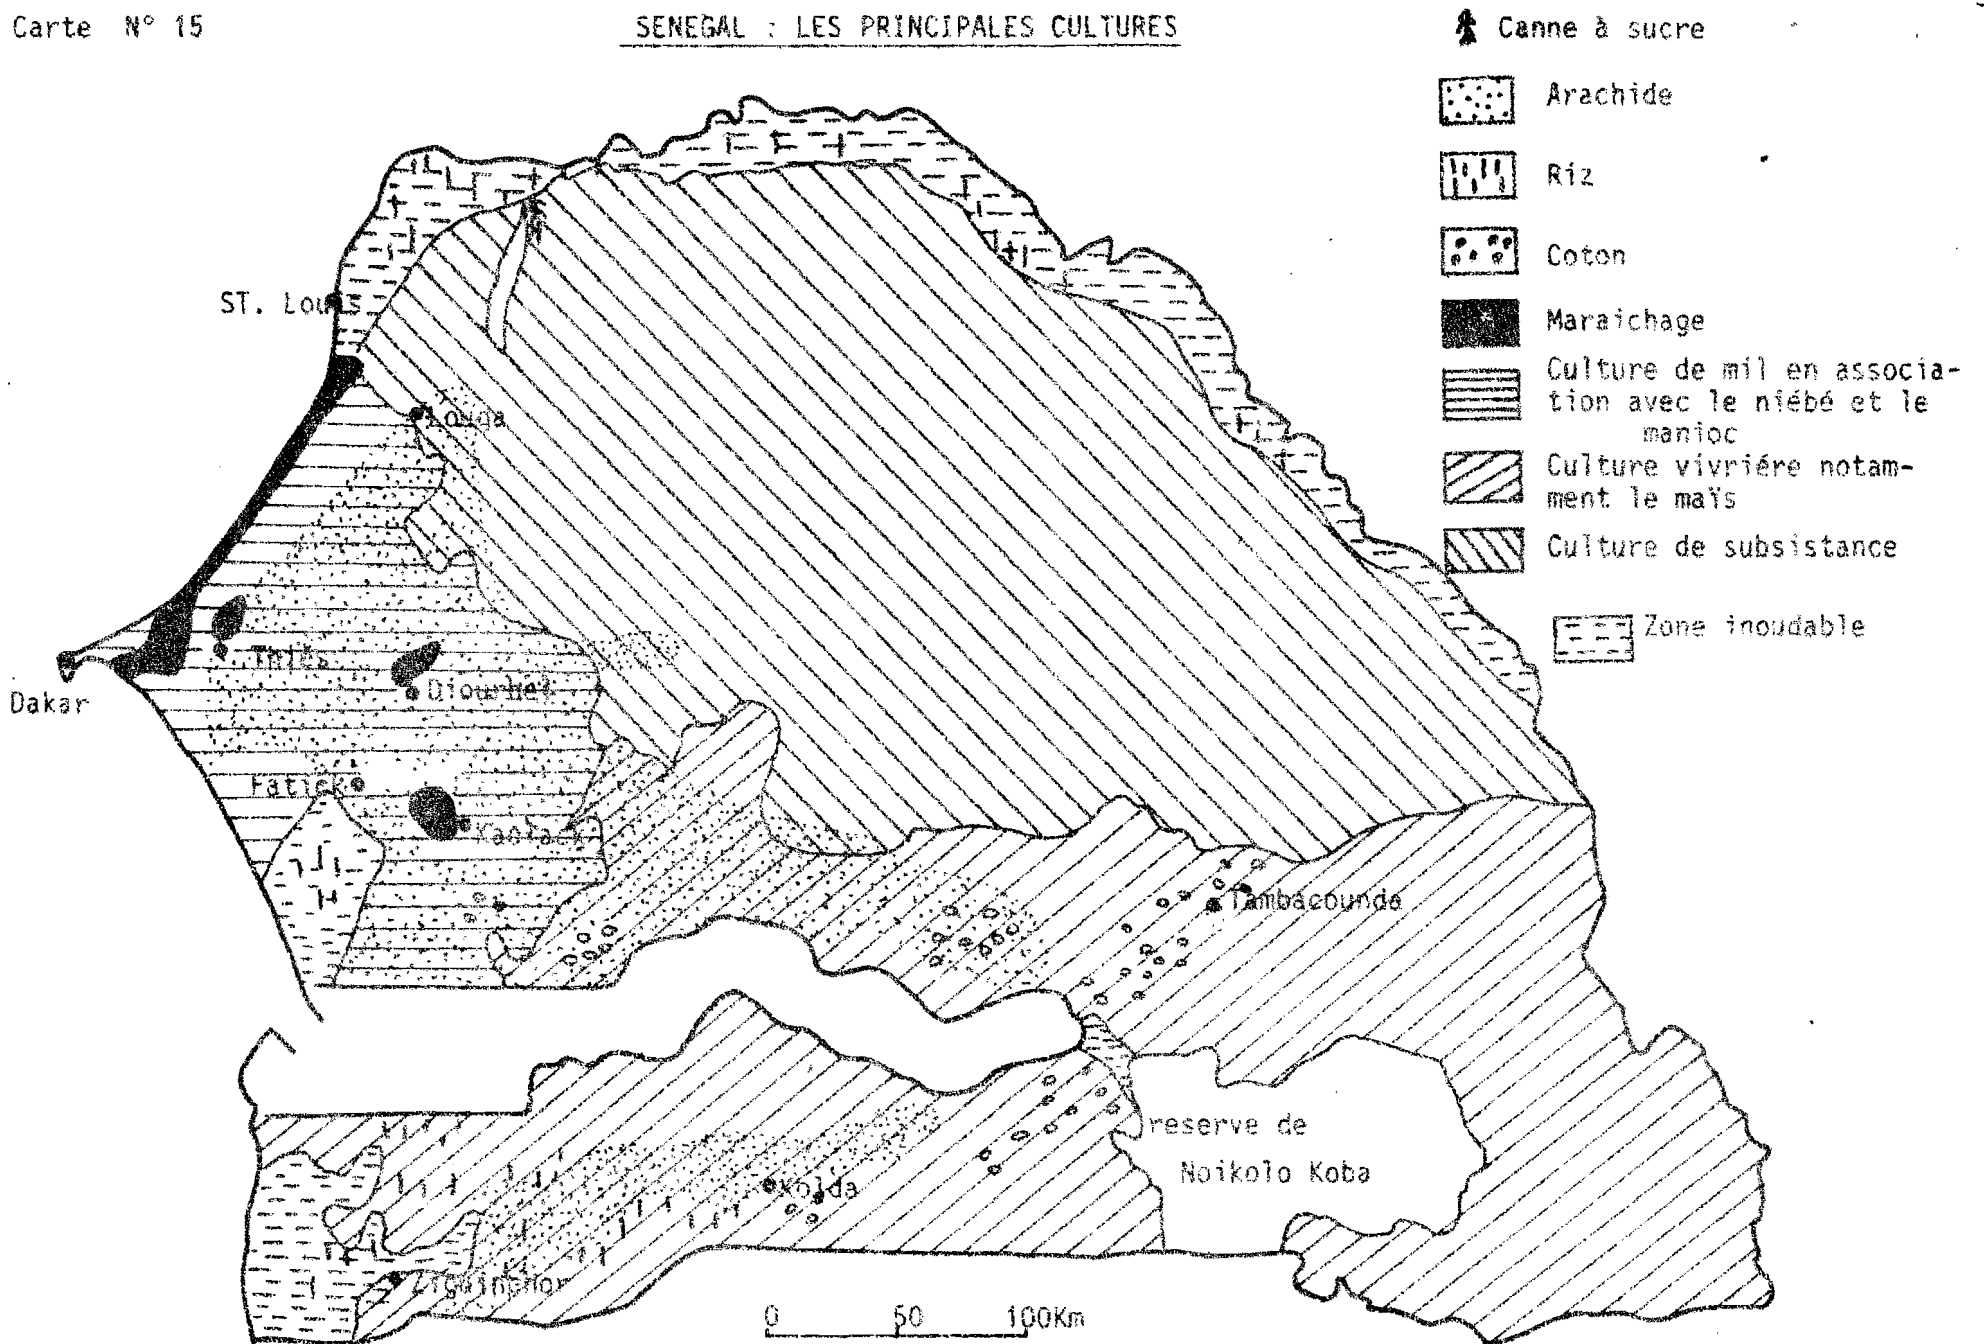 Carte N° 15
SENEGAL : LES PRINCIPALES CULTURES
Canne à sucre
Arachide
Riz
Coton
Maraichage
Culture de mil en associa-
tion avec le niébé et le
manioc
Culture vivriére notam-
ment le maïs
Culture de subsistance
Zone inoudable
ST. Louis
Louga
Thiés
Diourbel
Dakar
Fatick
Kaolack
Tambacounda
reserve de
Noikolo Koba
Kolda
Ziguinchor
0 50 100Km